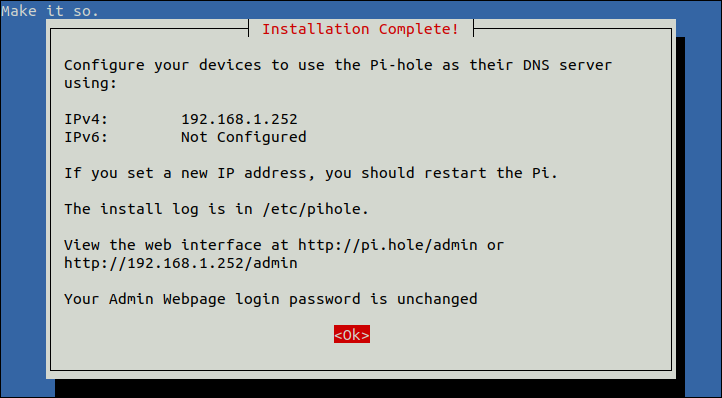 Make it so.
Installation Complete!
Configure your devices to use the Pi-hole as their DNS server
using:
IPv4: 192.168.1.252
IPv6: Not Configured
If you set a new IP address, you should restart the Pi.
The install log is in /etc/pihole.
View the web interface at http://pi.hole/admin or
http://192.168.1.252/admin
Your Admin Webpage login password is unchanged
<Ok>